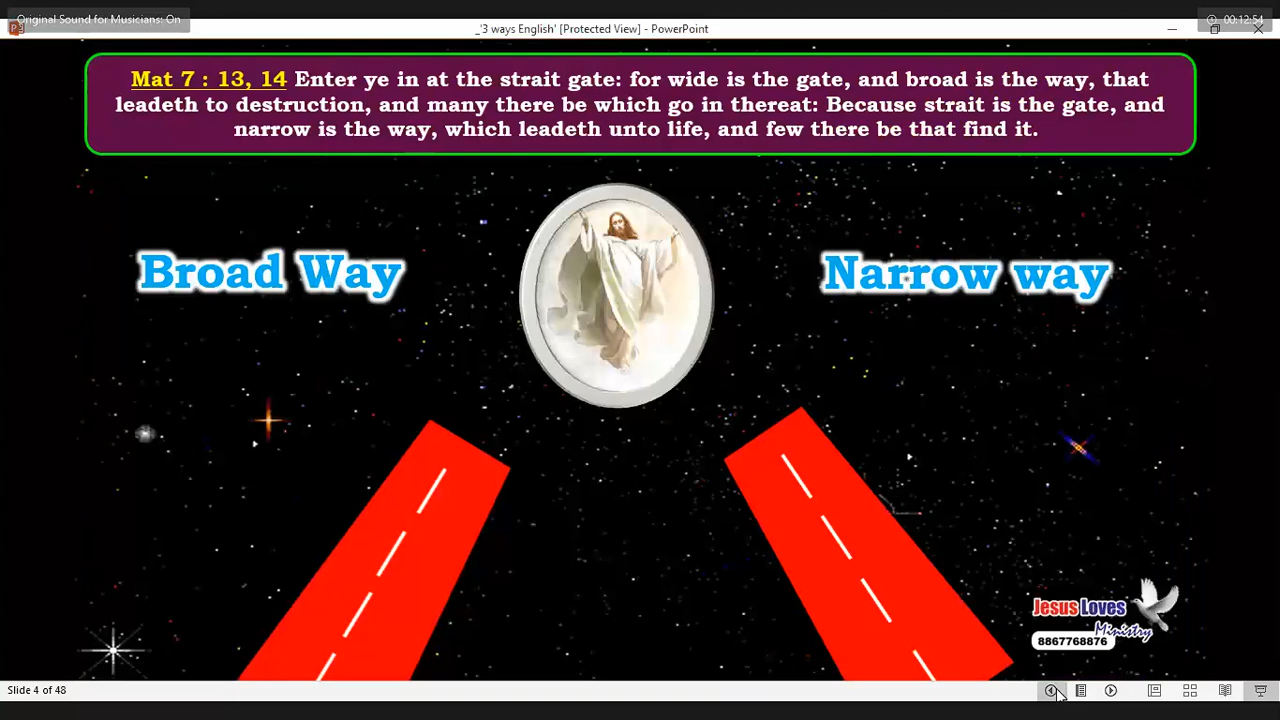 Original Sound for Musicians: On
00:12:54
_'3 ways English' [Protected View] - PowerPoint
Mat 7 : 13, 14 Enter ye in at the strait gate: for wide is the gate, and broad is the way, that
leadeth to destruction, and many there be which go in thereat: Because strait is the gate, and
narrow is the way, which leadeth unto life, and few there be that find it.
Broad Way
Narrow way
Jesus Loves
Ministry
8867768876
Slide 4 of 48